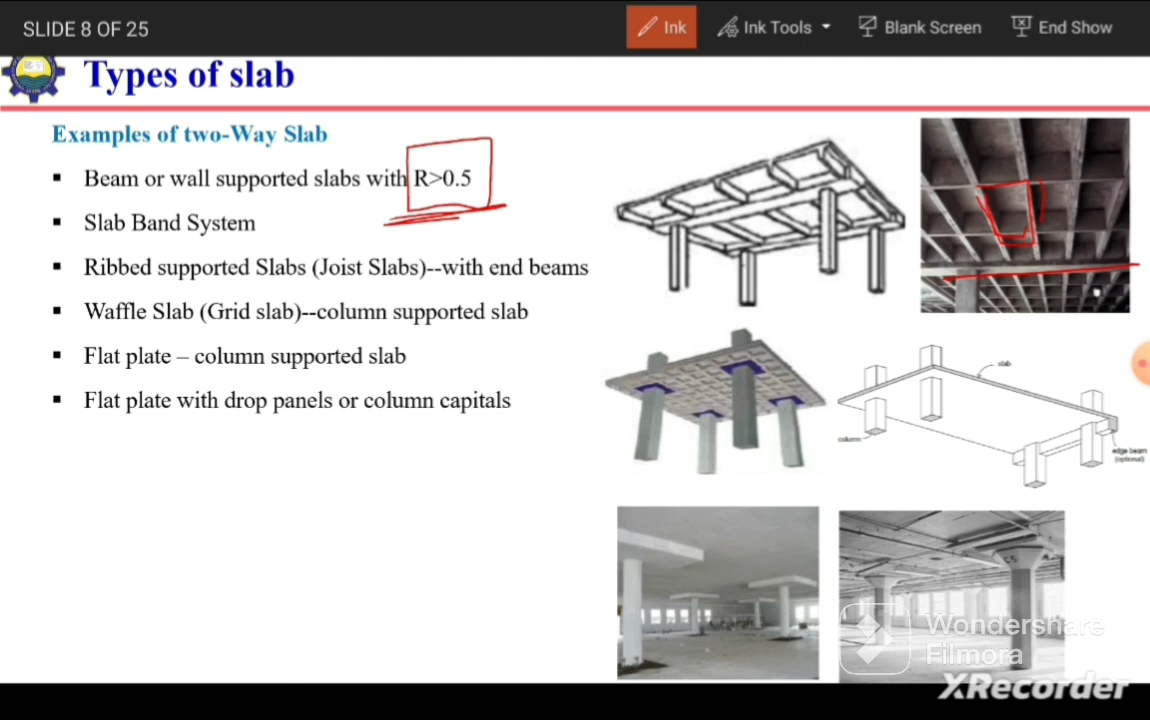 SLIDE 8 OF 25
Ink
Ink Tools
Blank Screen
End Show
Types of slab
Examples of two-Way Slab
▪ Beam or wall supported slabs with R>0.5
▪ Slab Band System
▪ Ribbed supported Slabs (Joist Slabs)--with end beams
▪ Waffle Slab (Grid slab)--column supported slab
▪ Flat plate – column supported slab
▪ Flat plate with drop panels or column capitals
slab
column
edge beam
(optional)
Wondershare
Filmora
XRecorder